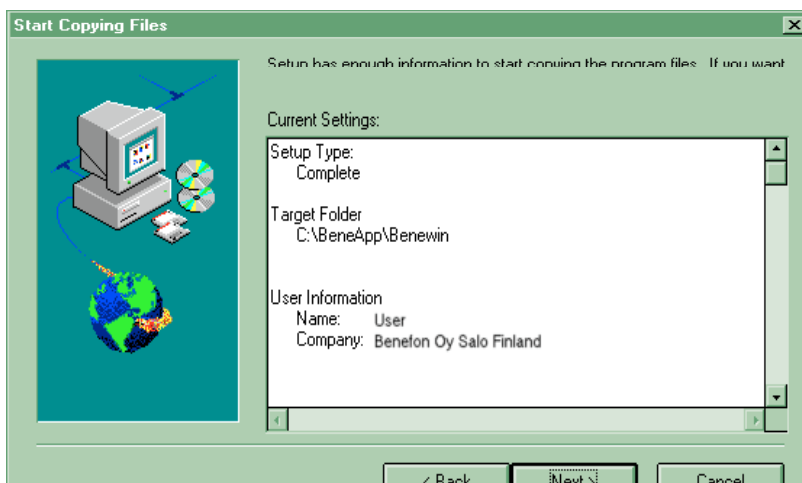 Start Copying Files
Setup has enough information to start copying the program files. If you want
Current Settings:
Setup Type:
Complete
Target Folder
C:\BeneApp\Benewin
User Information
Name: User
Company: Benefon Oy Salo Finland
< Back Next > Cancel